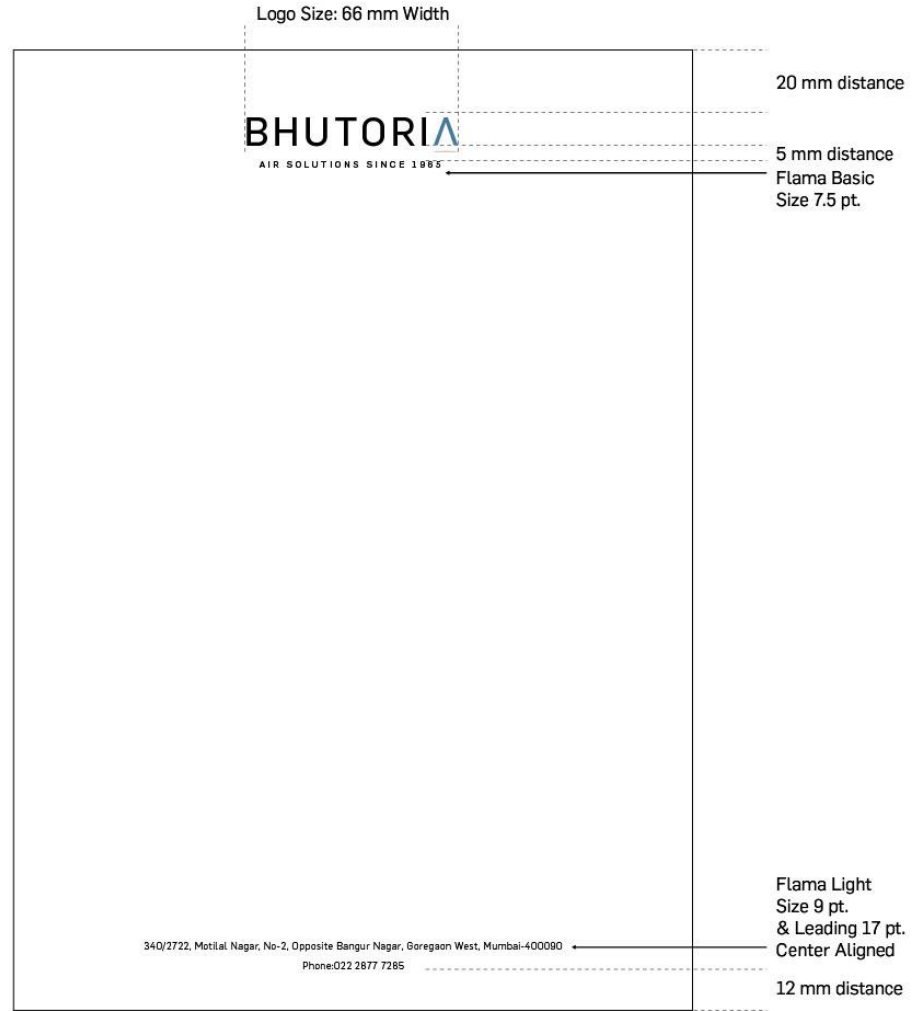 Logo Size: 66 mm Width
20 mm distance
BHUTORIA
5 mm distance
AIR SOLUTIONS SINCE 1985
Flama Basic
Size 7.5 pt.
Flama Light
Size 9 pt.
& Leading 17 pt.
340/2722, Motilal Nagar, No-2, Opposite Bangur Nagar, Goregaon West, Mumbai-400090
Center Aligned
Phone:022 2877 7285
12 mm distance